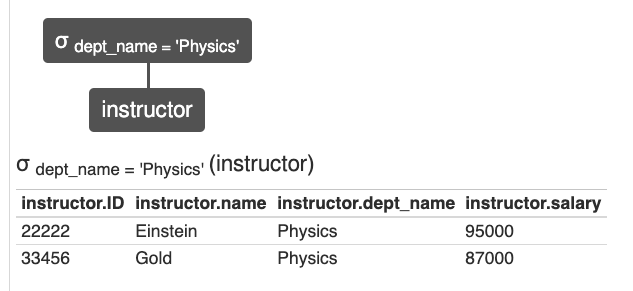 σ dept_name = 'Physics'
instructor
σ dept_name = 'Physics' (instructor)
instructor.ID instructor.name instructor.dept_name instructor.salary
22222 Einstein Physics 95000
33456 Gold Physics 87000